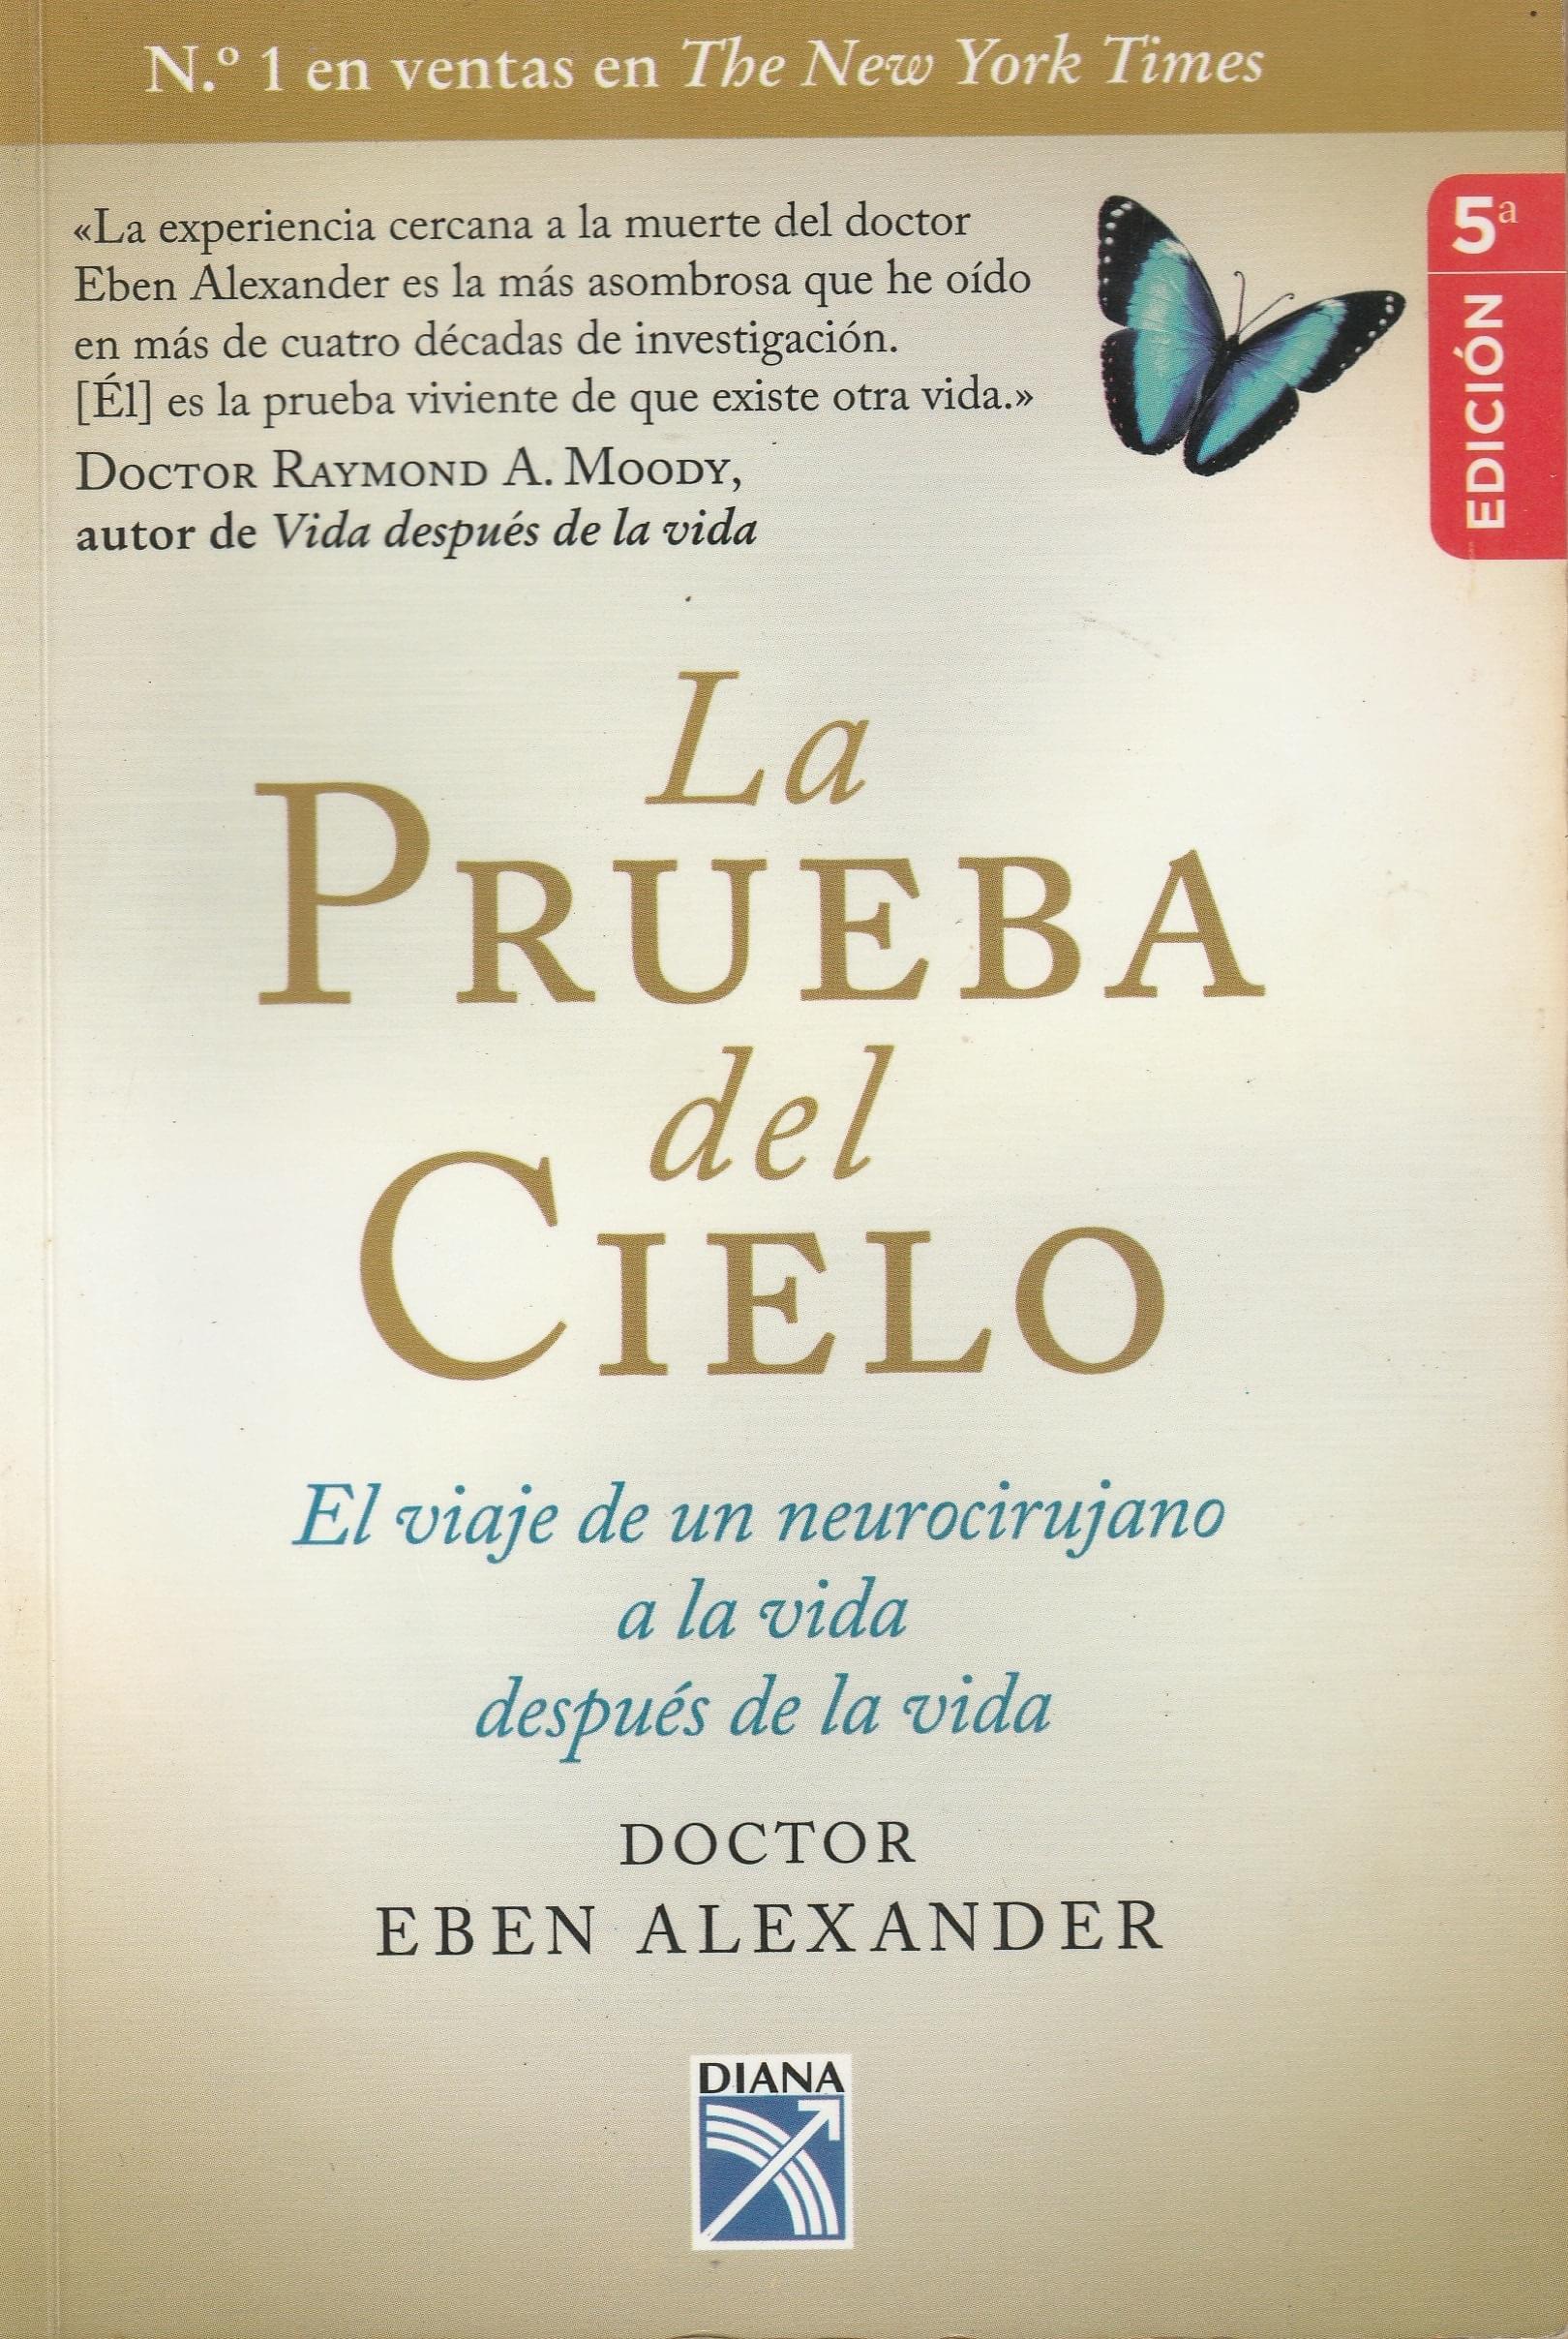 N.º 1 en ventas en The New York Times
«La experiencia cercana a la muerte del doctor
Eben Alexander es la más asombrosa que he oído
en más de cuatro décadas de investigación.
[Él] es la prueba viviente de que existe otra vida.»
DOCTOR RAYMOND A. MOODY,
autor de Vida después de la vida
5ª
EDICIÓN
La
PRUEBA
del
CIELO
El viaje de un neurocirujano
a la vida
después de la vida
DOCTOR
EBEN ALEXANDER
DIANA